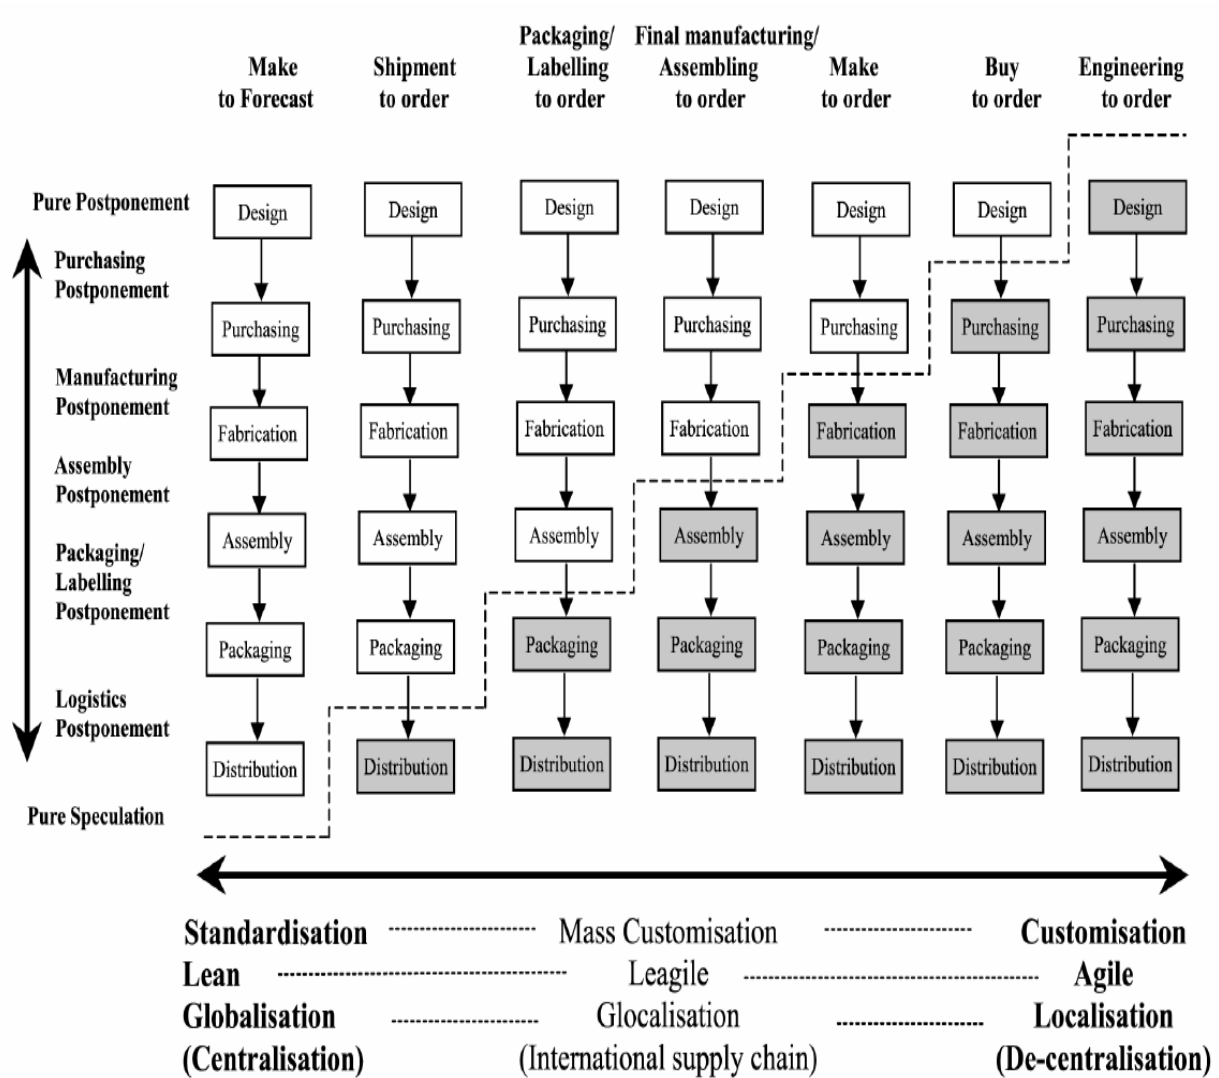 Packaging/ Final manufacturing/
Make Shipment Labelling Assembling Make Buy Engineering
to Forecast to order to order to order to order to order to order
Pure Postponement
Design Design Design Design Design Design Design
Purchasing
Postponement
Purchasing Purchasing Purchasing Purchasing Purchasing Purchasing Purchasing
Manufacturing
Postponement
Fabrication Fabrication Fabrication Fabrication Fabrication Fabrication Fabrication
Assembly
Postponement
Assembly Assembly Assembly Assembly Assembly Assembly Assembly
Packaging/
Labelling
Postponement
Packaging Packaging Packaging Packaging Packaging Packaging Packaging
Logistics
Postponement
Distribution Distribution Distribution Distribution Distribution Distribution Distribution
Pure Speculation
Standardisation Mass Customisation Customisation
Lean Leagile Agile
Globalisation Glocalisation Localisation
(Centralisation) (International supply chain) (De-centralisation)